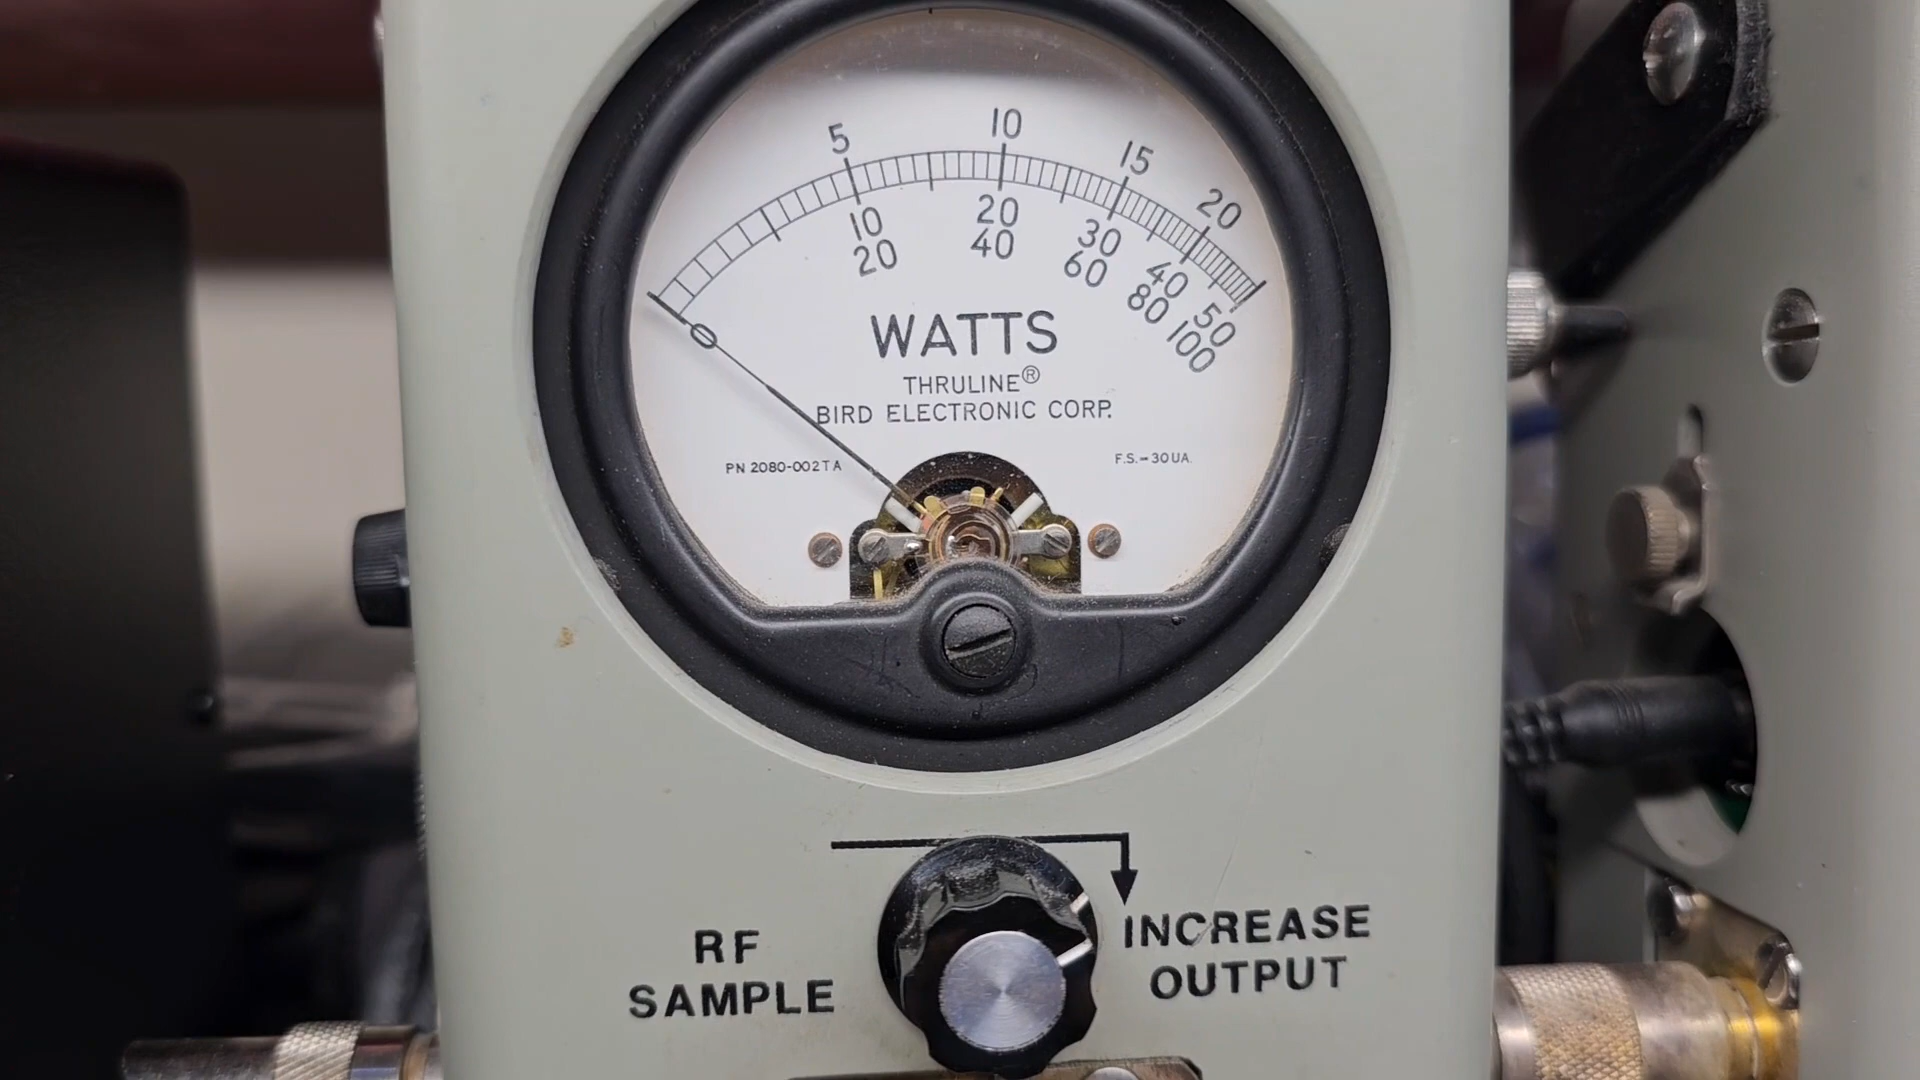 5 10 15 20
10 20 30 40 50
20 40 60 80 100
0
WATTS
THRULINE®
BIRD ELECTRONIC CORP.
PN 2080-002TA
F.S.-30UA.
RF
SAMPLE
INCREASE
OUTPUT